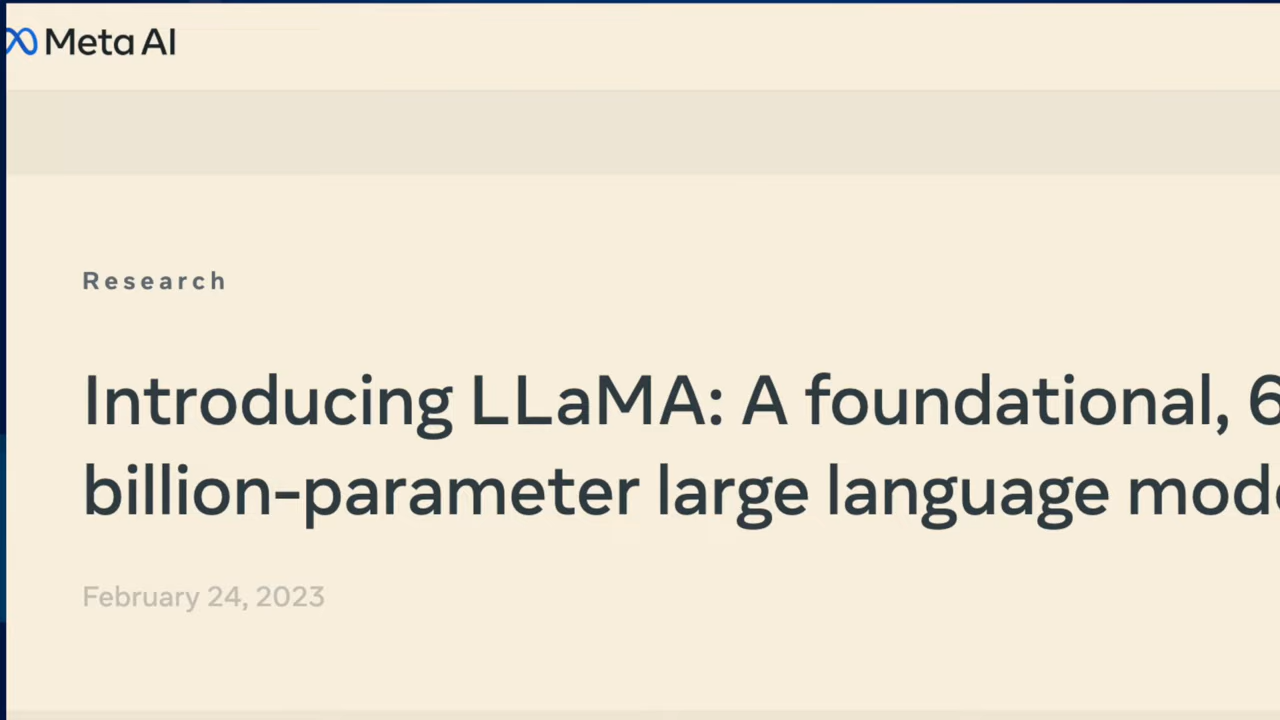 Meta AI
Research
Introducing LLaMA: A foundational,
billion-parameter large language
February 24, 2023